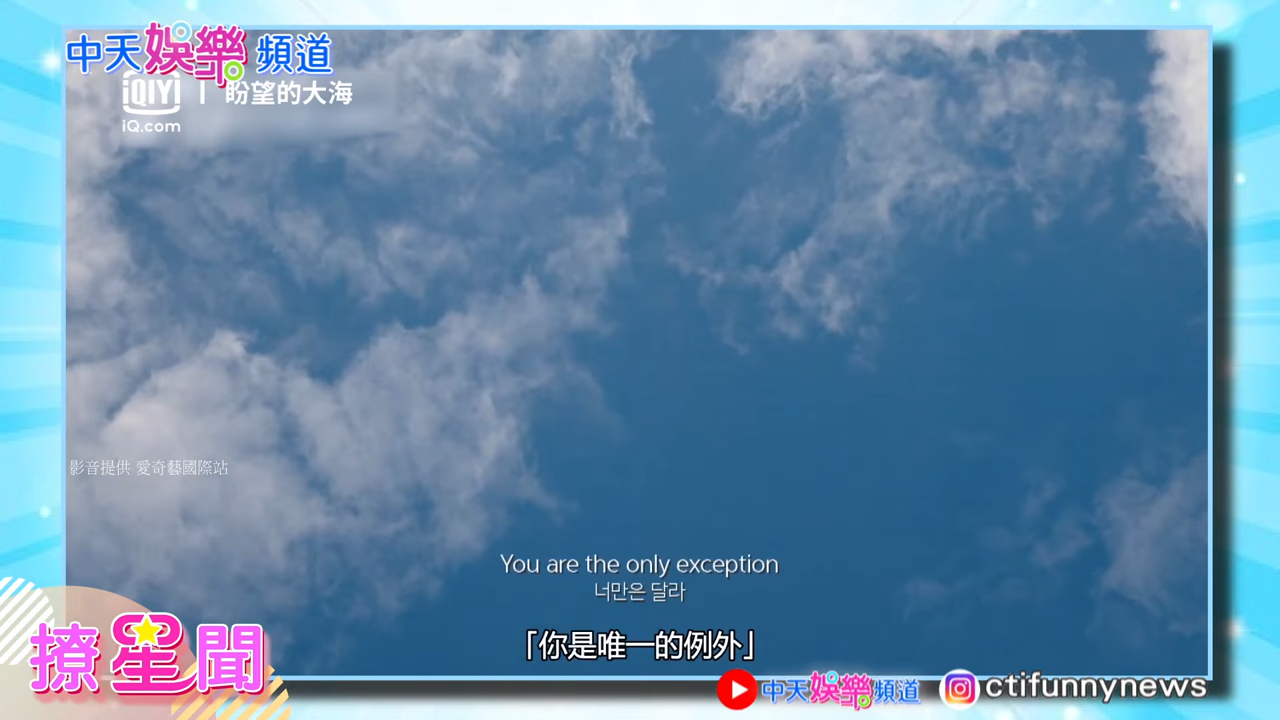 中天娛樂頻道
iQIYI | 盼望的大海
iQ.com
影音提供 愛奇藝國際站
You are the only exception
너만은 달라
「你是唯一的例外」
撩星聞
中天娛樂頻道 ctifunnynews